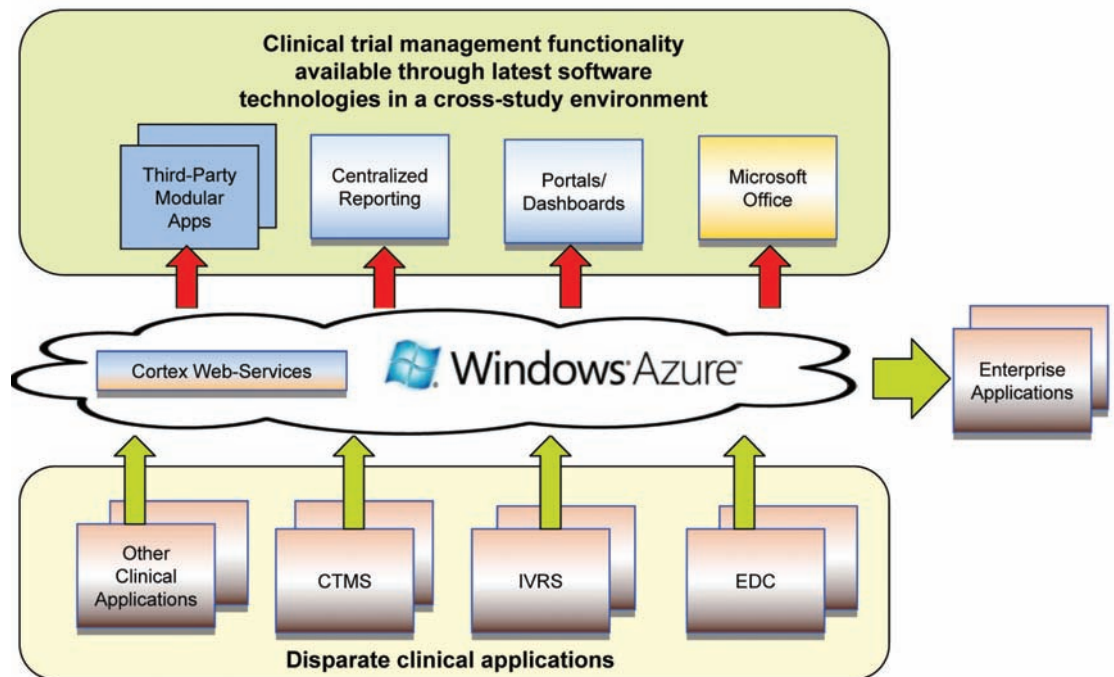 Clinical trial management functionality
available through latest software
technologies in a cross-study environment
Third-Party
Modular
Apps
Centralized
Reporting
Portals/
Dashboards
Microsoft
Office
Cortex Web-Services
Windows® Azure™
Enterprise
Applications
Other
Clinical
Applications
CTMS
IVRS
EDC
Disparate clinical applications